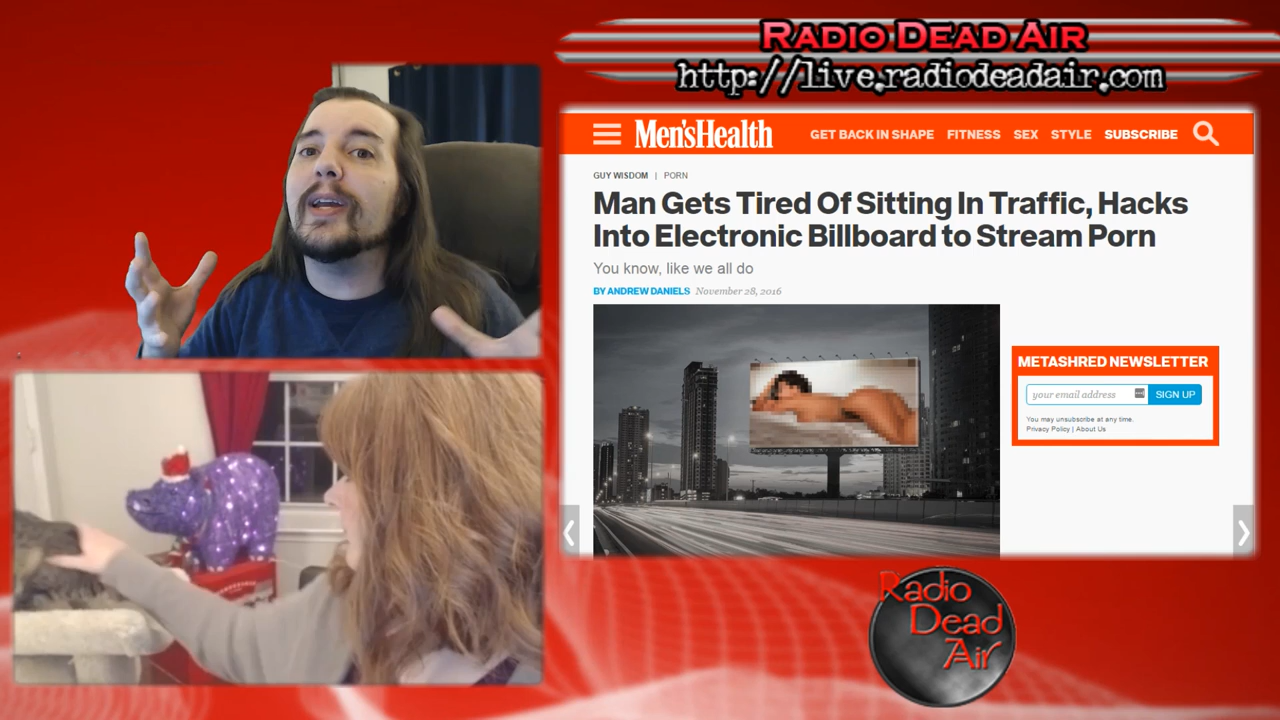 RADIO DEAD AIR
http://live.radiodeadair.com
Men'sHealth
GET BACK IN SHAPE FITNESS SEX STYLE SUBSCRIBE
GUY WISDOM | PORN
Man Gets Tired Of Sitting In Traffic, Hacks
Into Electronic Billboard to Stream Porn
You know, like we all do
BY ANDREW DANIELS November 28, 2016
METASHRED NEWSLETTER
your email address SIGN UP
You may unsubscribe at any time.
Privacy Policy | About Us
Radio
Dead
Air